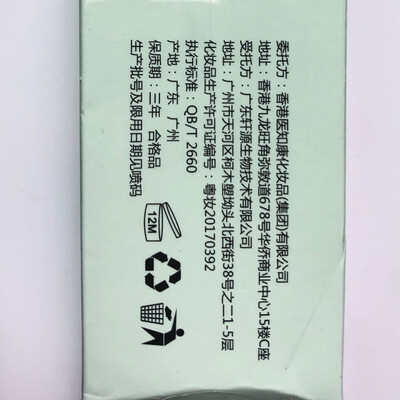 委托方：香港医知康化妆品(集团)有限公司
地址：香港九龙旺角弥敦道678号华侨商业中心15楼C座
受托方：广东轩源生物技术有限公司
地址：广州市天河区柯木塱坳头北西街38号之二1-5层
化妆品生产许可证编号：粤妆20170392
执行标准：QB/T 2660
产地：广东 广州
保质期：三年 合格品
生产批号及限用日期见喷码
12M